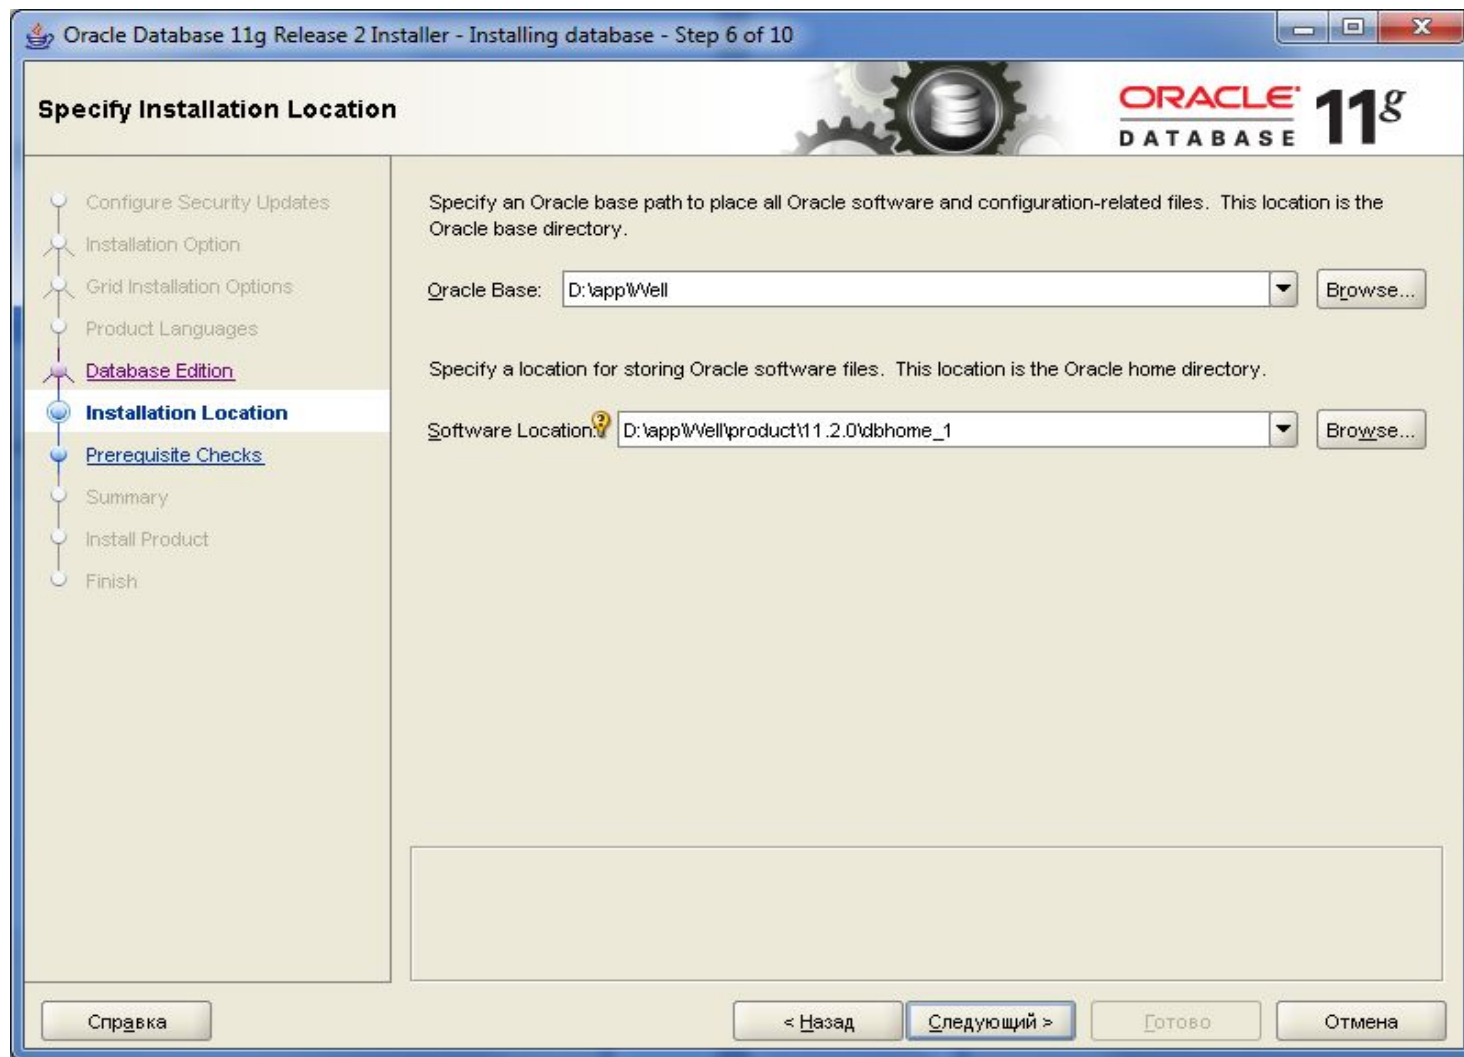 Oracle Database 11g Release 2 Installer - Installing database - Step 6 of 10
Specify Installation Location
ORACLE
DATABASE
11g
Configure Security Updates
Installation Option
Grid Installation Options
Product Languages
Database Edition
Installation Location
Prerequisite Checks
Summary
Install Product
Finish
Specify an Oracle base path to place all Oracle software and configuration-related files. This location is the
Oracle base directory.
Oracle Base: D:\app\Well Browse...
Specify a location for storing Oracle software files. This location is the Oracle home directory.
Software Location: D:\app\Well\product\11.2.0\dbhome_1 Browse...
Справка < Назад Следующий > Готово Отмена